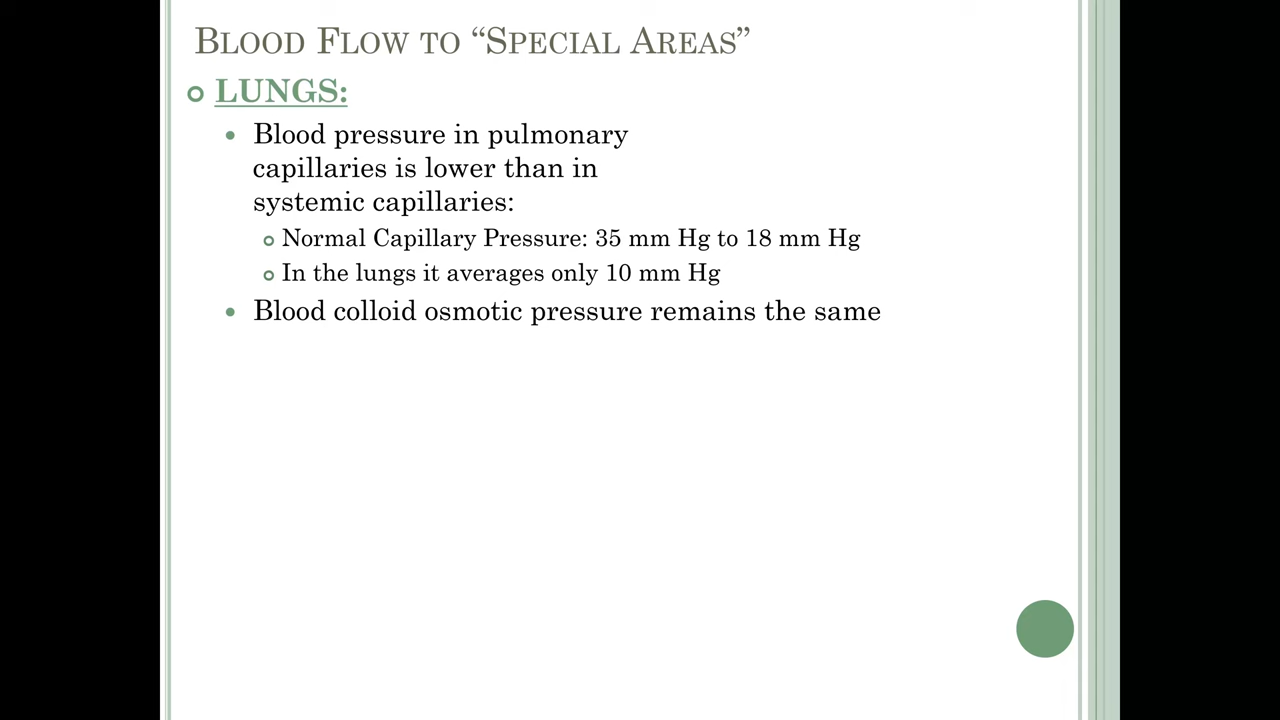 Blood Flow to “Special Areas”
LUNGS:
Blood pressure in pulmonary
capillaries is lower than in
systemic capillaries:
Normal Capillary Pressure: 35 mm Hg to 18 mm Hg
In the lungs it averages only 10 mm Hg
Blood colloid osmotic pressure remains the same